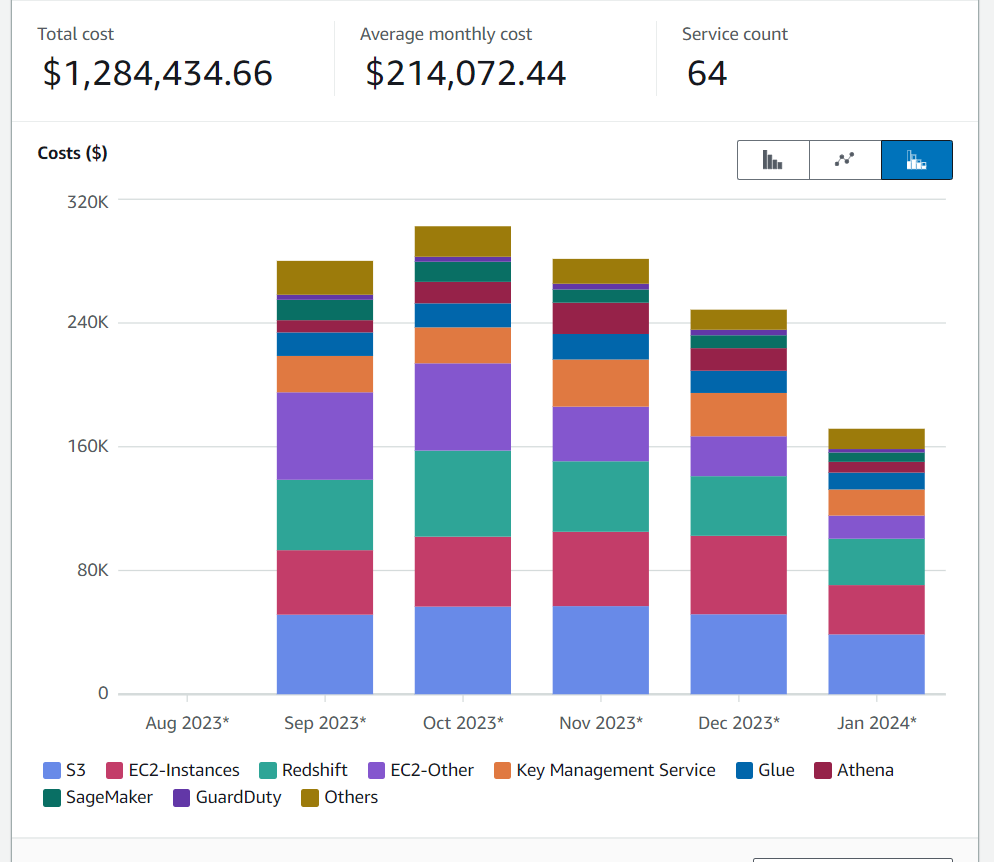 Total cost
Average monthly cost
Service count
$1,284,434.66
$214,072.44
64
Costs ($)
320K
240K
160K
80K
0
Aug 2023*
Sep 2023*
Oct 2023*
Nov 2023*
Dec 2023*
Jan 2024*
S3
EC2-Instances
Redshift
EC2-Other
Key Management Service
Glue
Athena
SageMaker
GuardDuty
Others